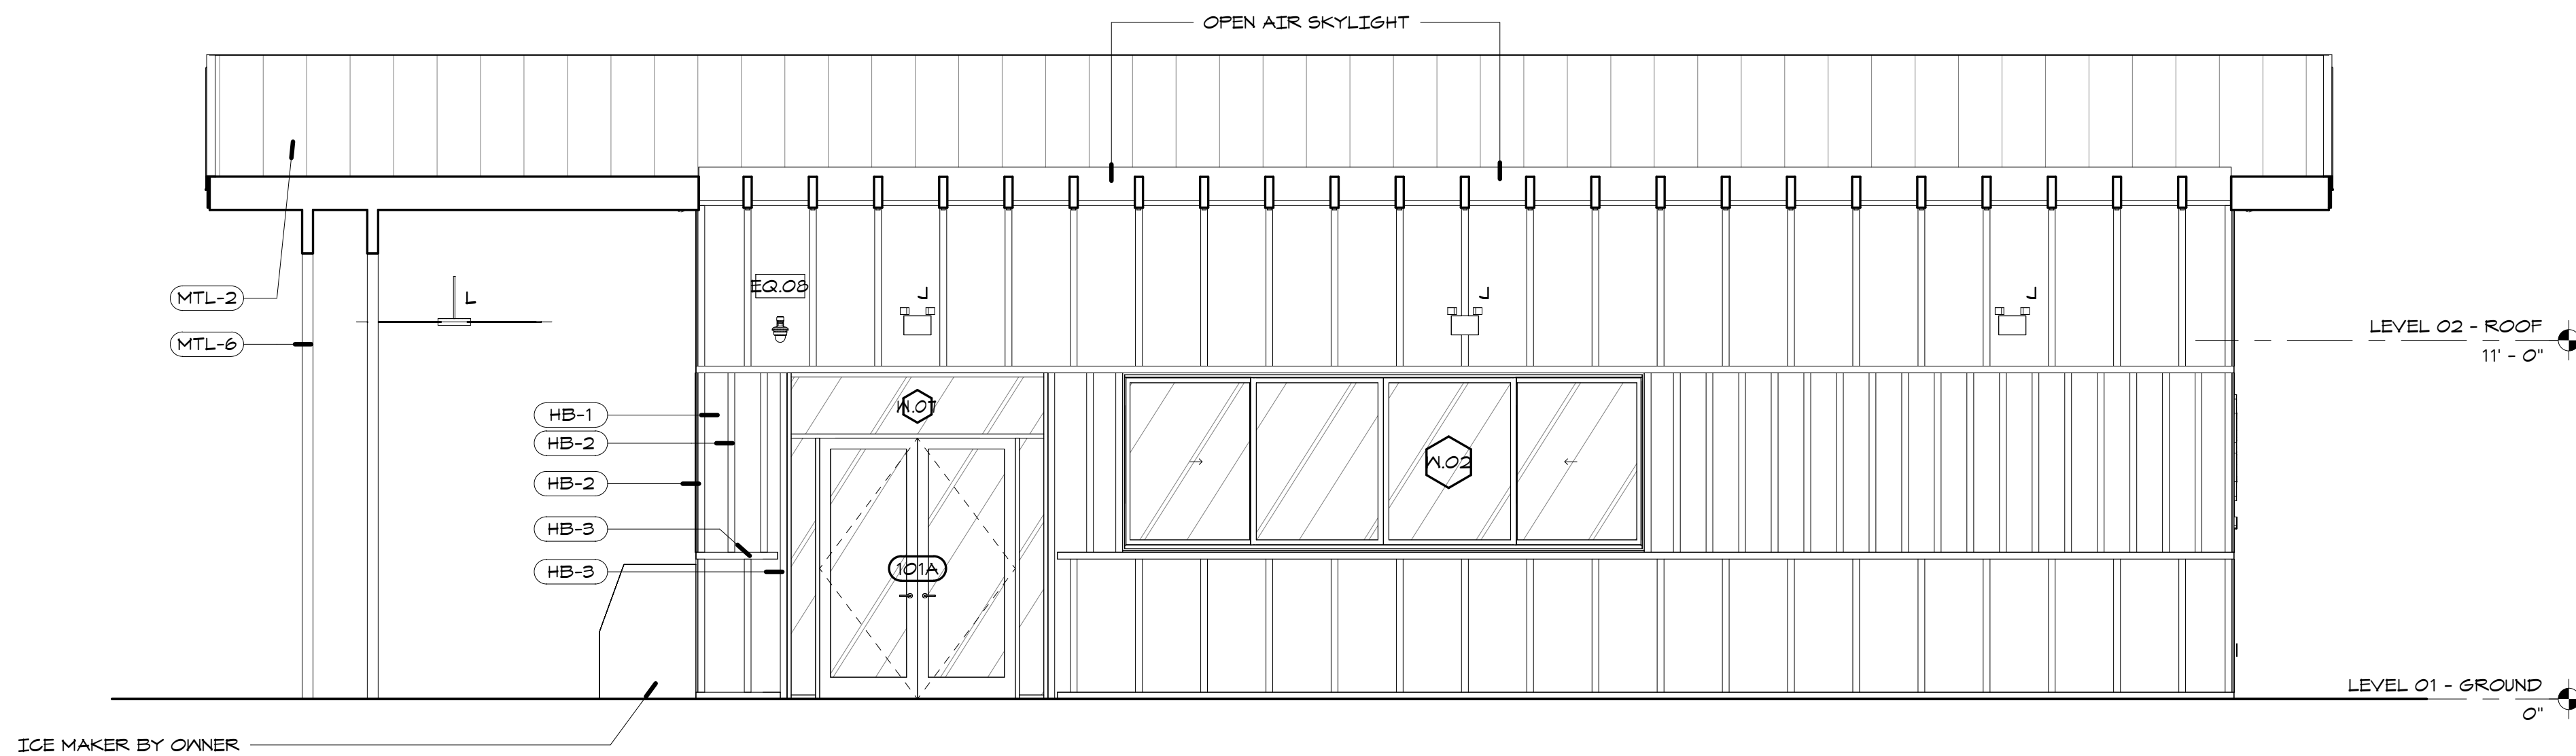 OPEN AIR SKYLIGHT
EQ.08
J
J
J
MTL-2
L
LEVEL 02 - ROOF
11' - 0"
MTL-6
W.01
HB-1
HB-2
W.02
HB-2
HB-3
HB-3
101A
LEVEL 01 - GROUND
0"
ICE MAKER BY OWNER